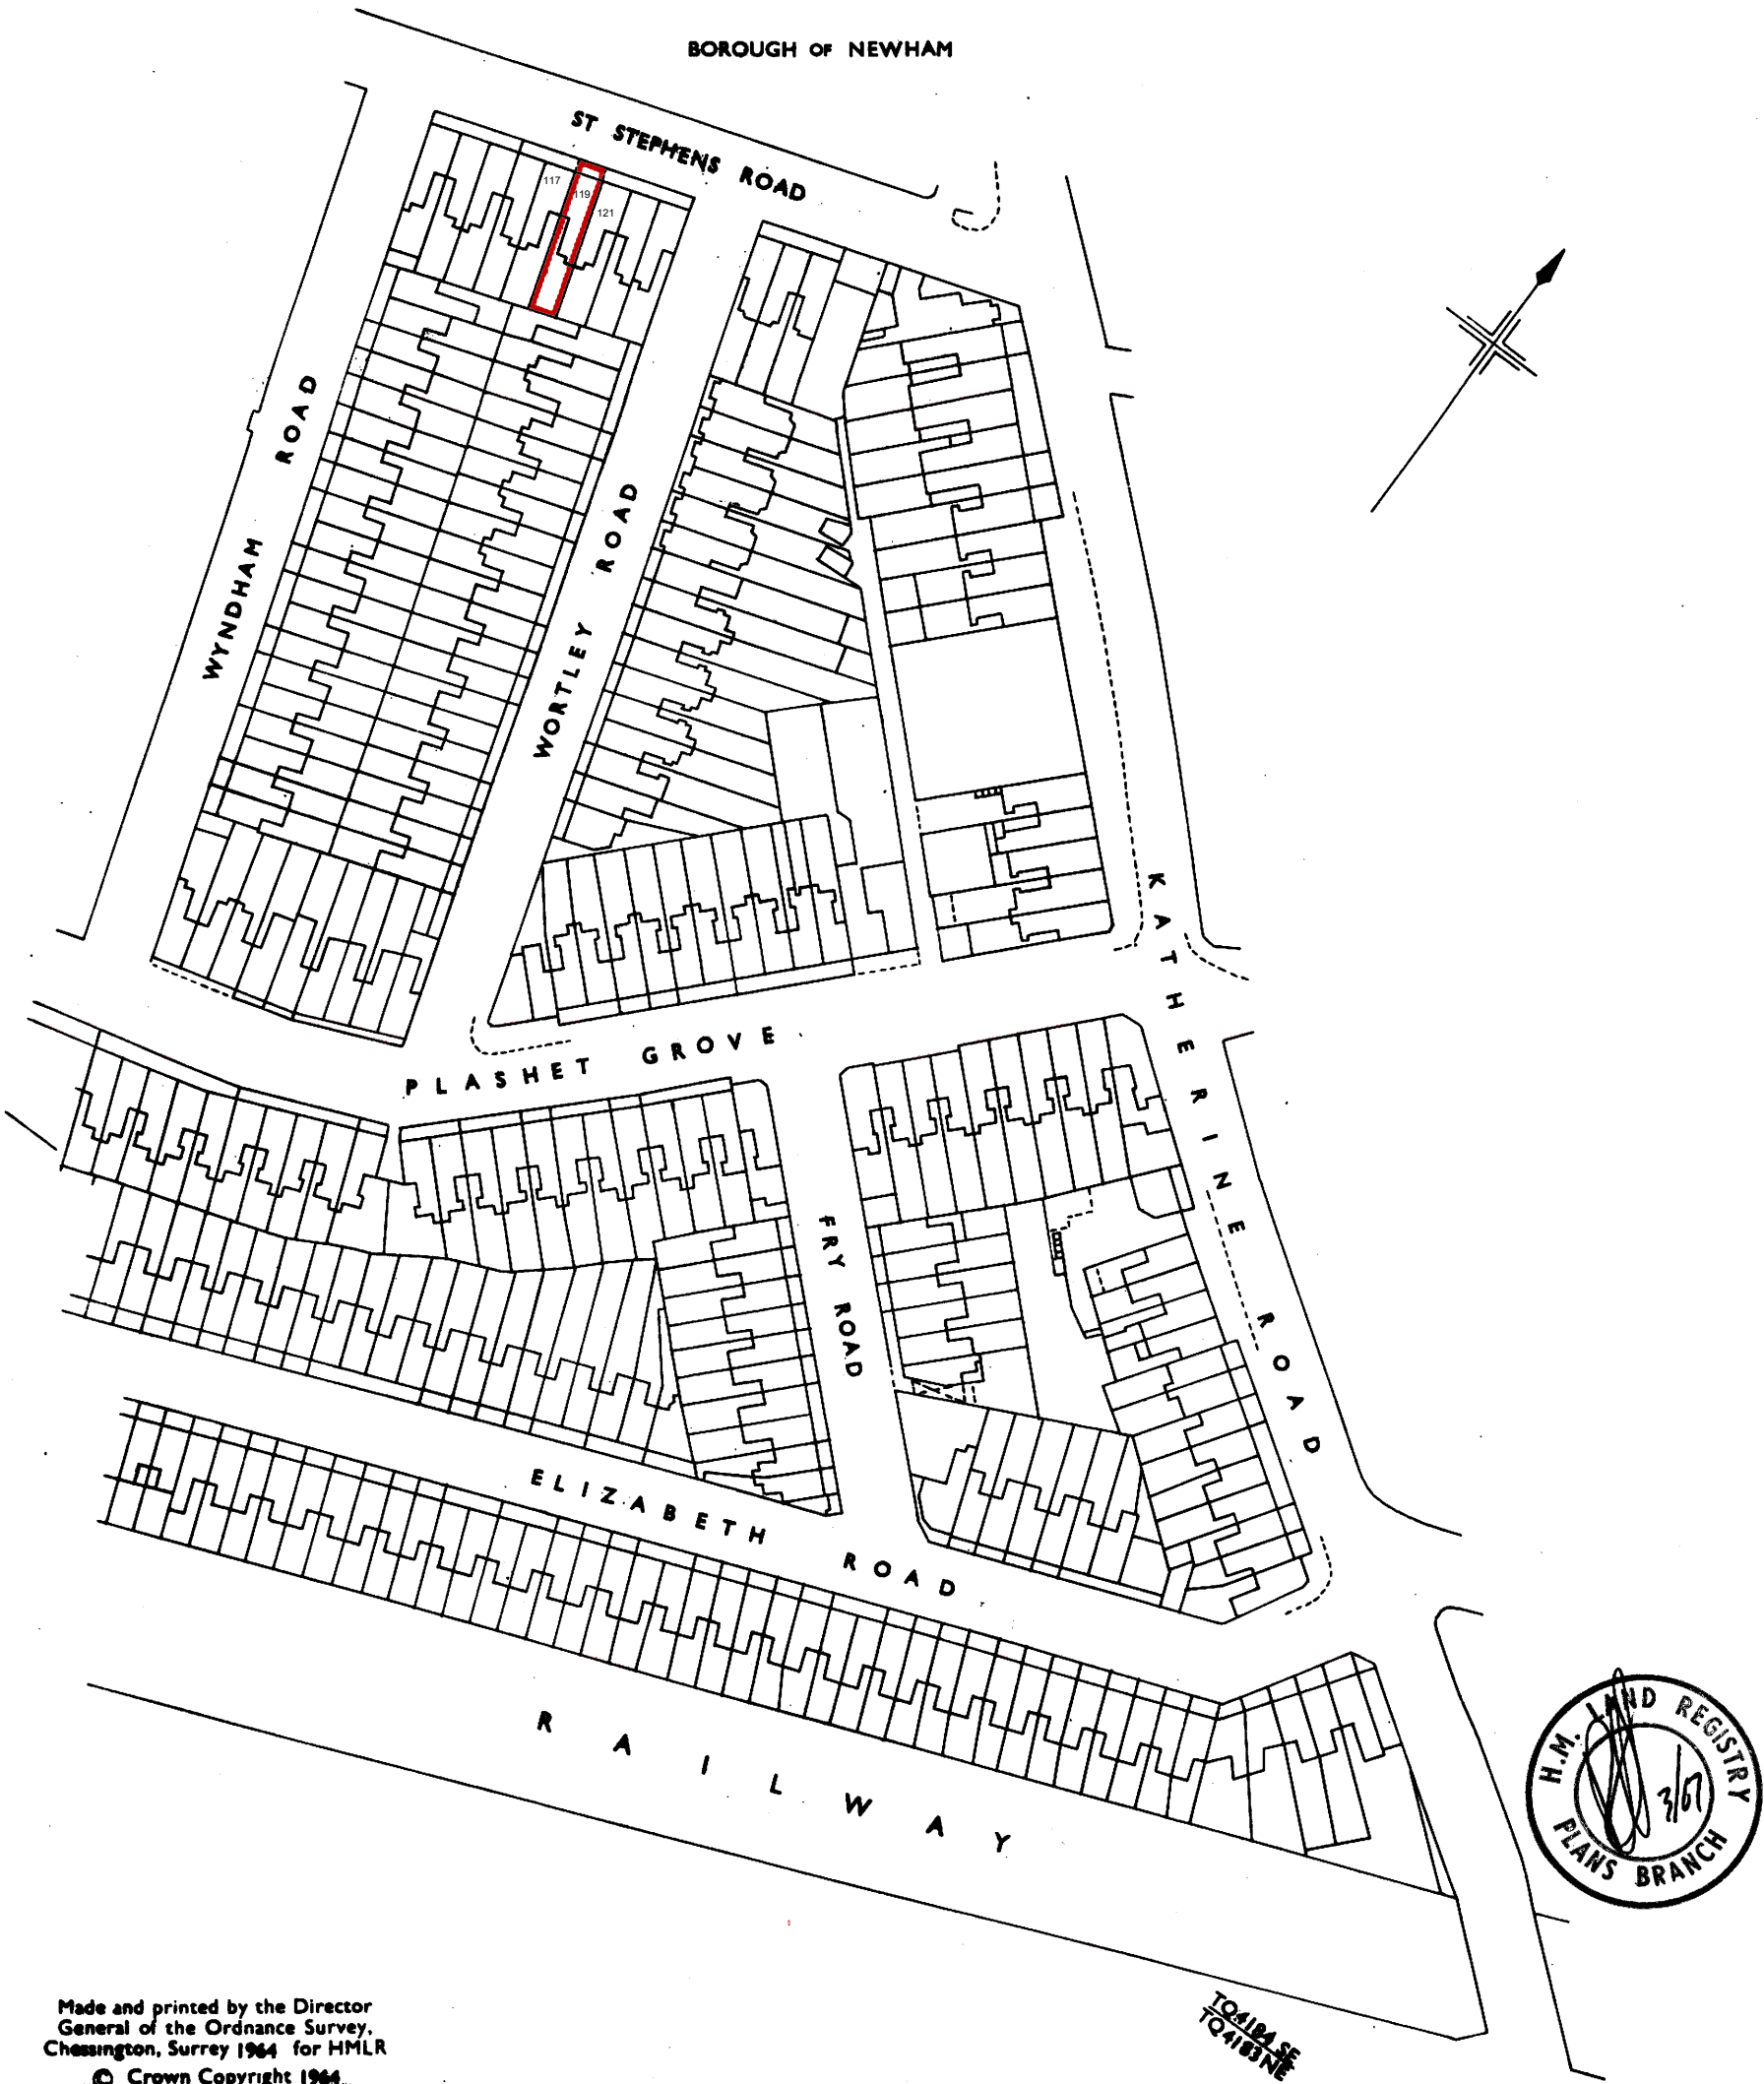 BOROUGH OF NEWHAM
ST STEPHENS ROAD
117
119
121
WYNDHAM ROAD
WORTLEY ROAD
KATHERINE ROAD
PLASHET GROVE
FRY ROAD
ELIZABETH ROAD
RAILWAY
H.M. LAND REGISTRY
3/67
PLANS BRANCH
TQ4184 SE
TQ4183 NE
Made and printed by the Director
General of the Ordnance Survey,
Chessington, Surrey 1964 for HMLR
© Crown Copyright 1964